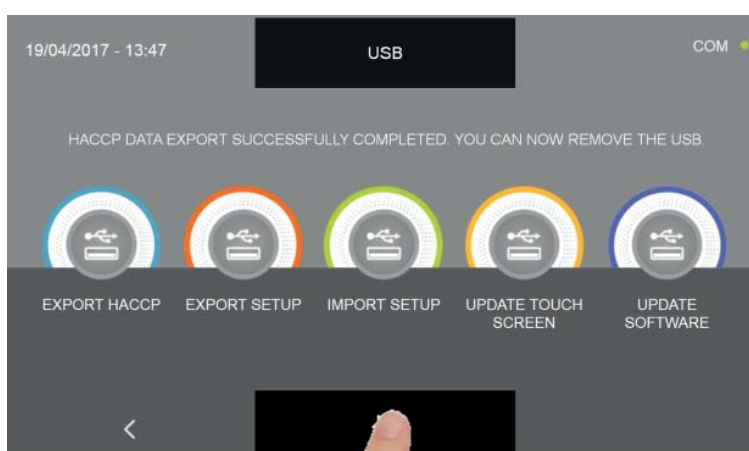 19/04/2017 - 13:47
USB
COM
HACCP DATA EXPORT SUCCESSFULLY COMPLETED. YOU CAN NOW REMOVE THE USB.
EXPORT HACCP
EXPORT SETUP
IMPORT SETUP
UPDATE TOUCH
SCREEN
UPDATE
SOFTWARE